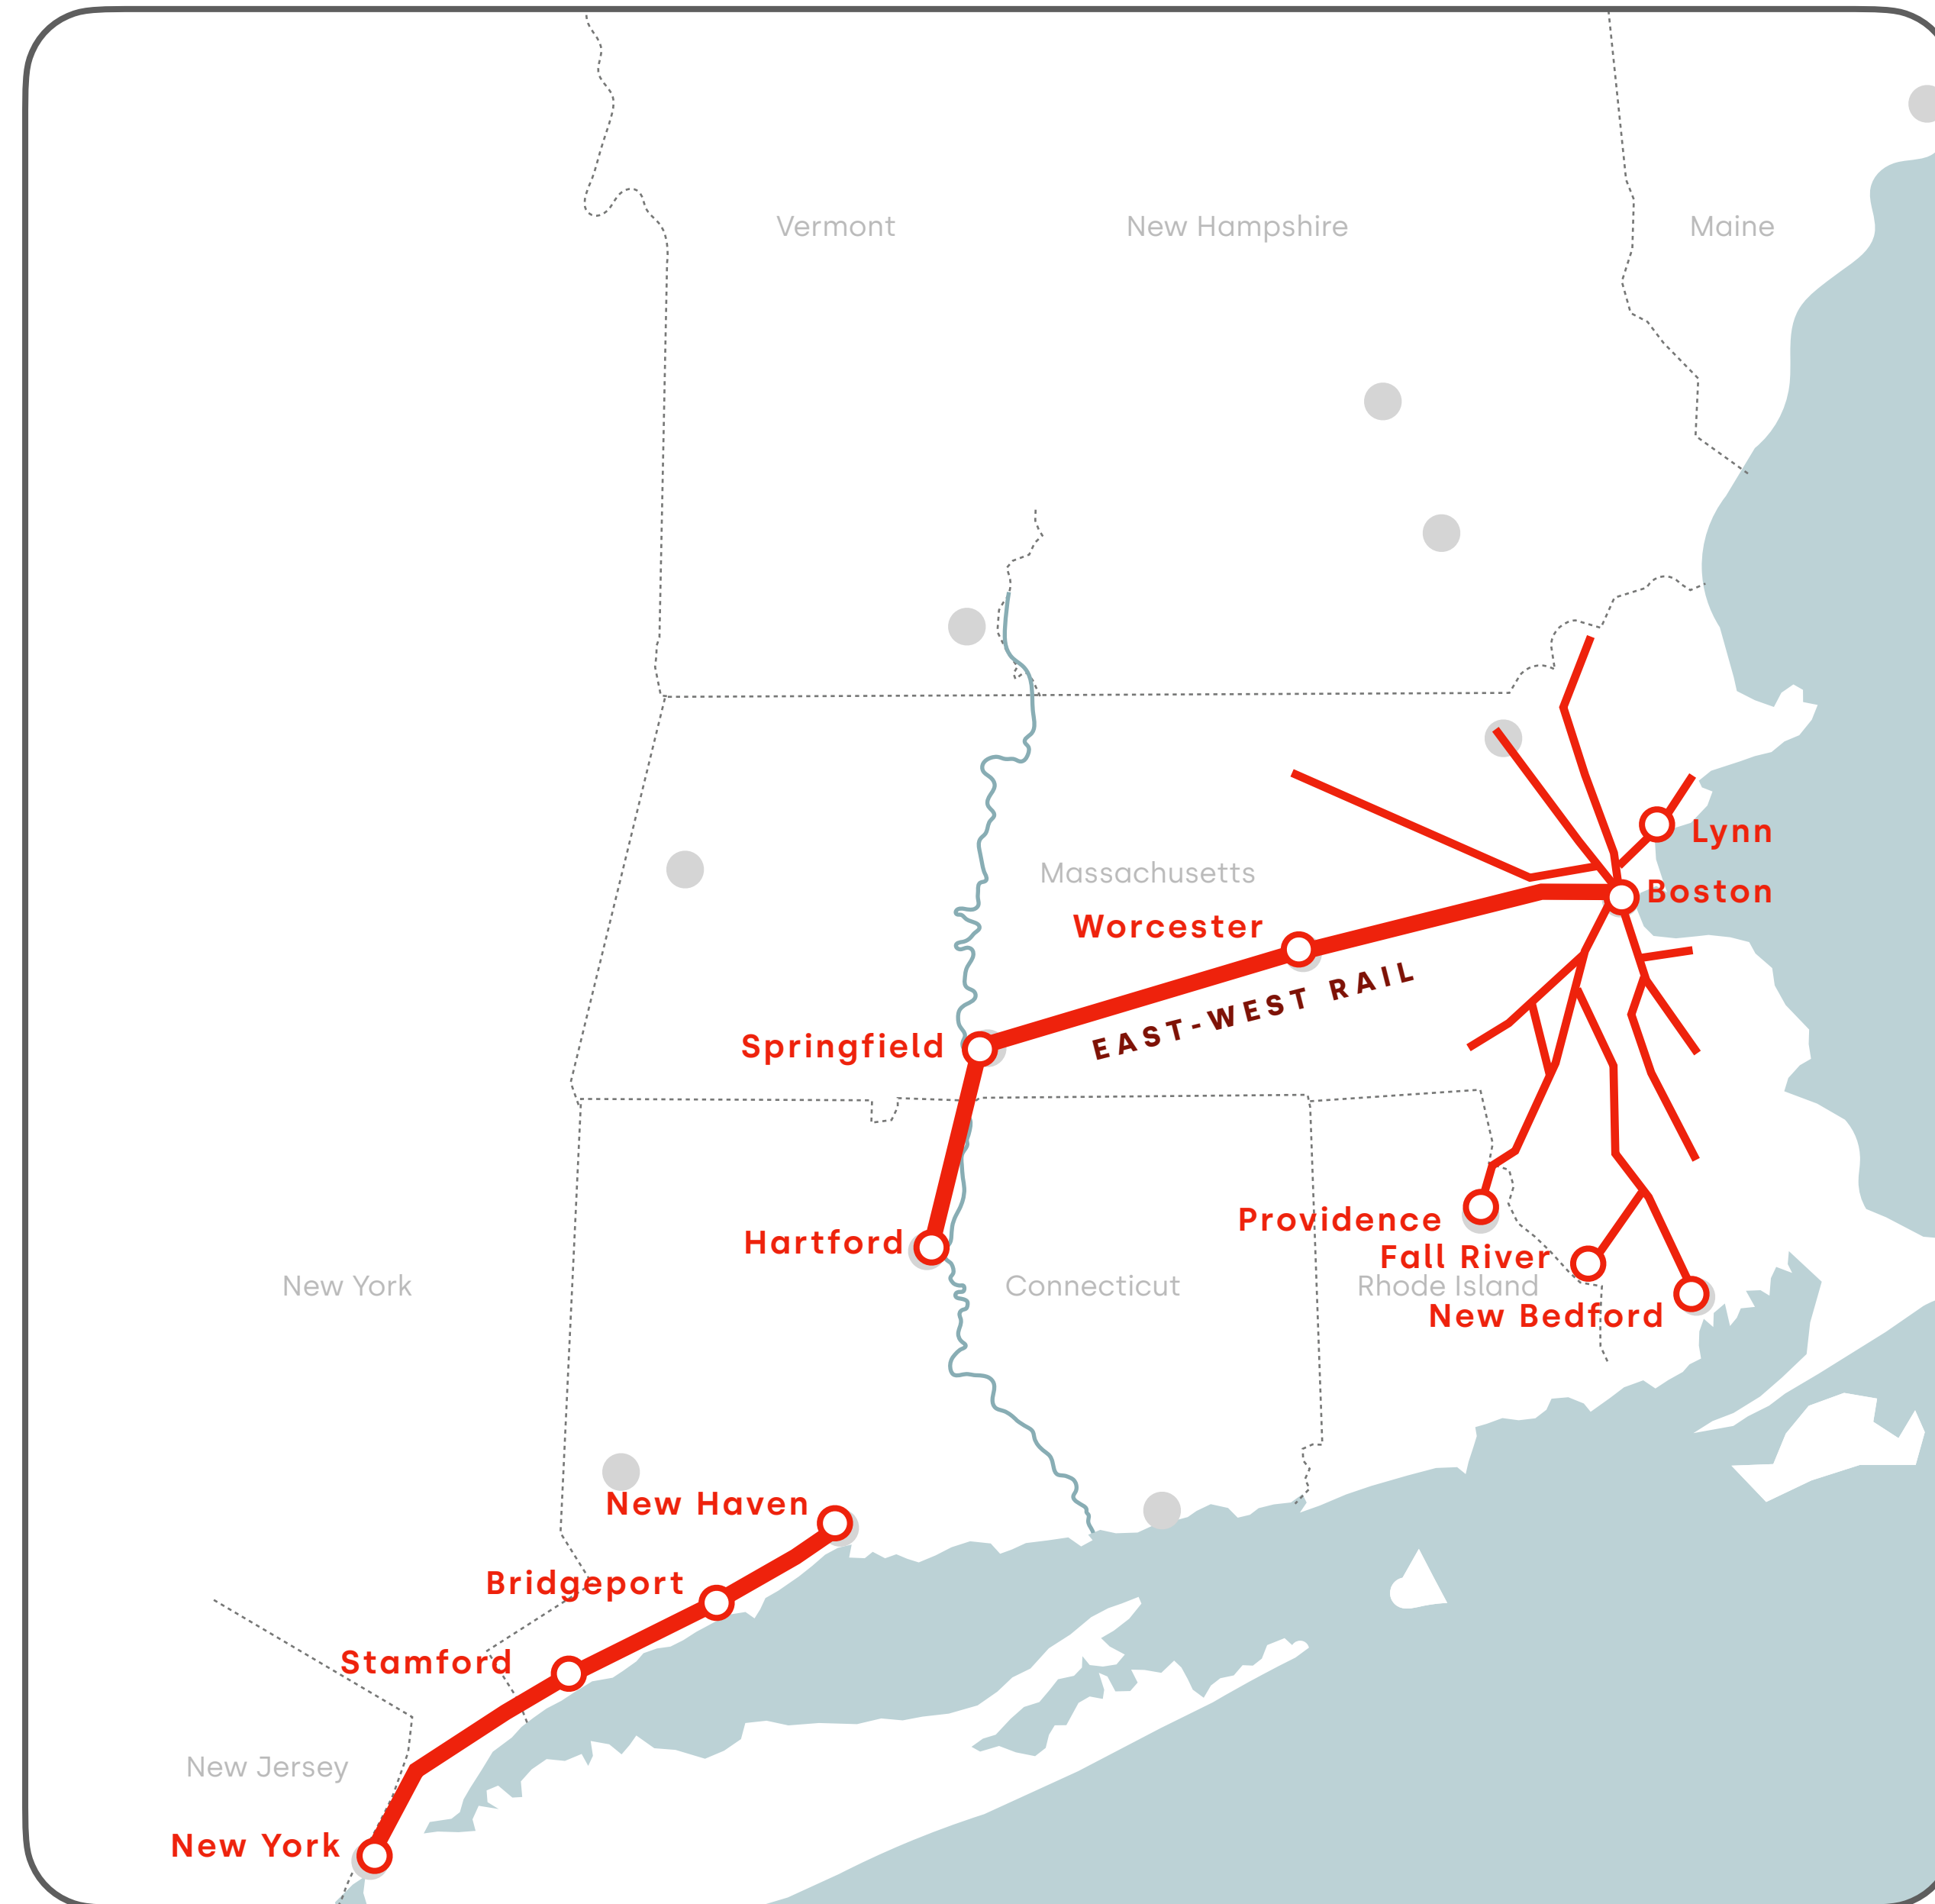 Vermont
New Hampshire
Maine
Lynn
Massachusetts
Boston
Worcester
EAST-WEST RAIL
Springfield
Providence
Hartford
Fall River
New York
Connecticut
Rhode Island
New Bedford
New Haven
Bridgeport
Stamford
New Jersey
New York